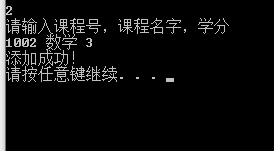 2
请输入课程号，课程名字，学分
1002 数学 3
添加成功！
请按任意键继续. . .